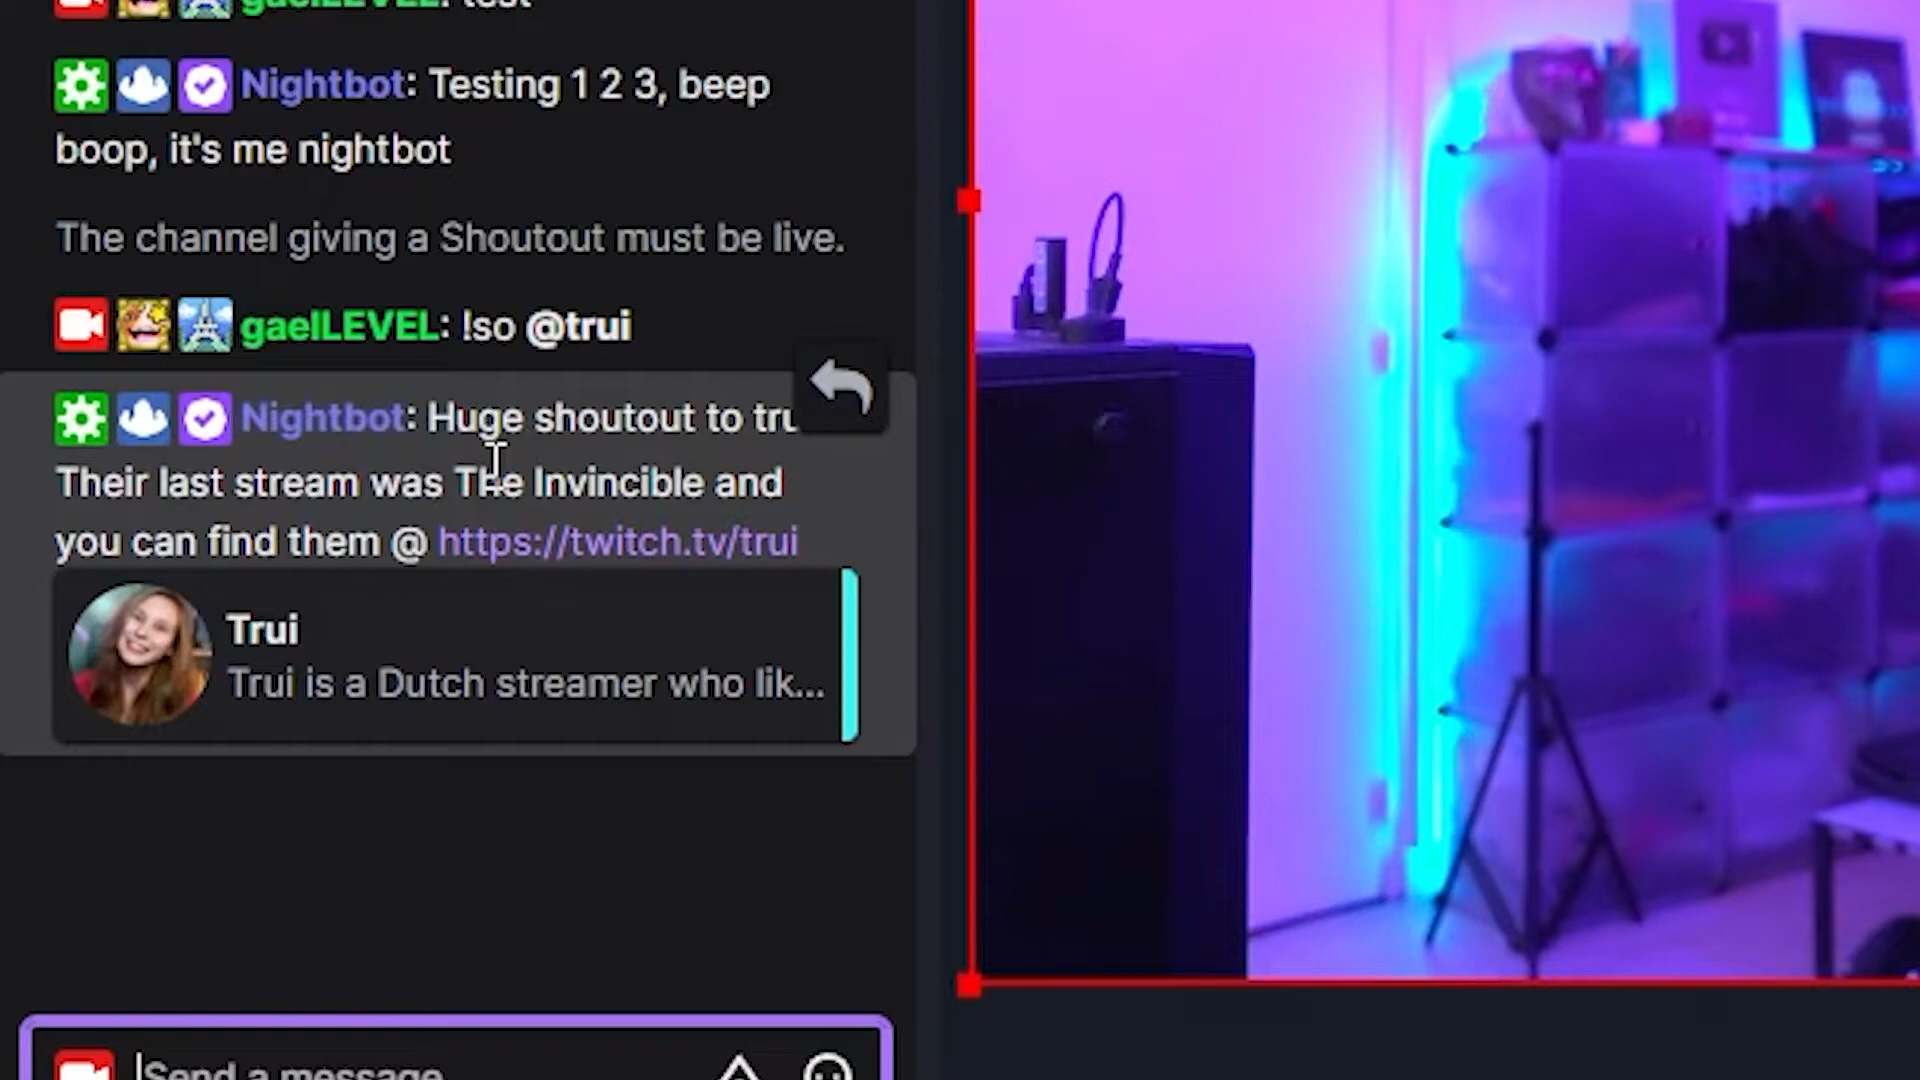 gaelLEVEL: test
Nightbot: Testing 1 2 3, beep
boop, it's me nightbot
The channel giving a Shoutout must be live.
gaelLEVEL: !so @trui
Nightbot: Huge shoutout to
Their last stream was The Invincible and
you can find them @ https://twitch.tv/trui
Trui
Trui is a Dutch streamer who lik...
Send a message